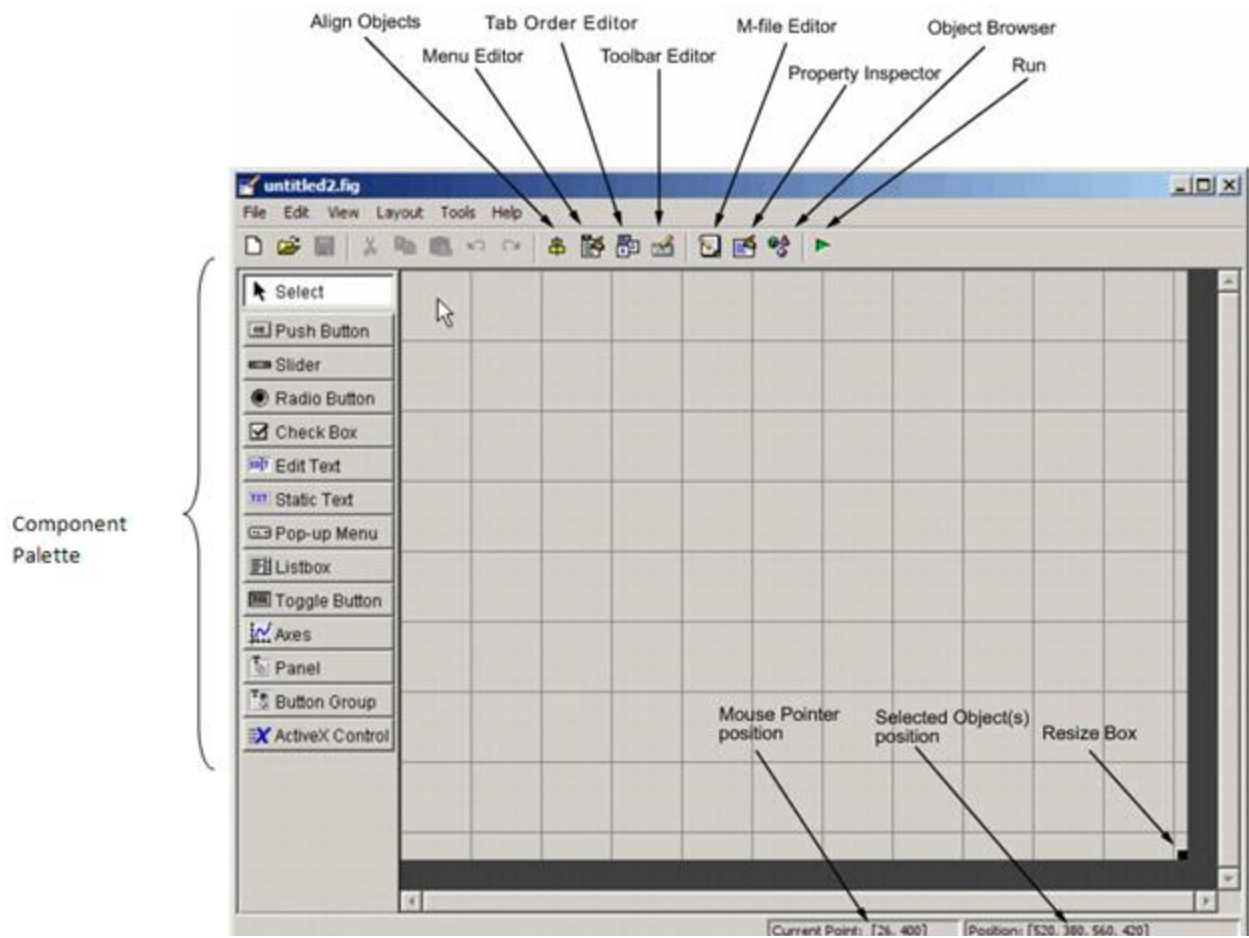 Align Objects
Tab Order Editor
M-file Editor
Object Browser
Menu Editor
Toolbar Editor
Property Inspector
Run
untitled2.fig
File Edit View Layout Tools Help
Select
Push Button
Slider
Radio Button
Check Box
Edit Text
Static Text
Pop-up Menu
Listbox
Toggle Button
Axes
Panel
Button Group
ActiveX Control
Component
Palette
Mouse Pointer
position
Selected Object(s)
position
Resize Box
Current Point: [26, 400]
Position: [520, 380, 560, 420]